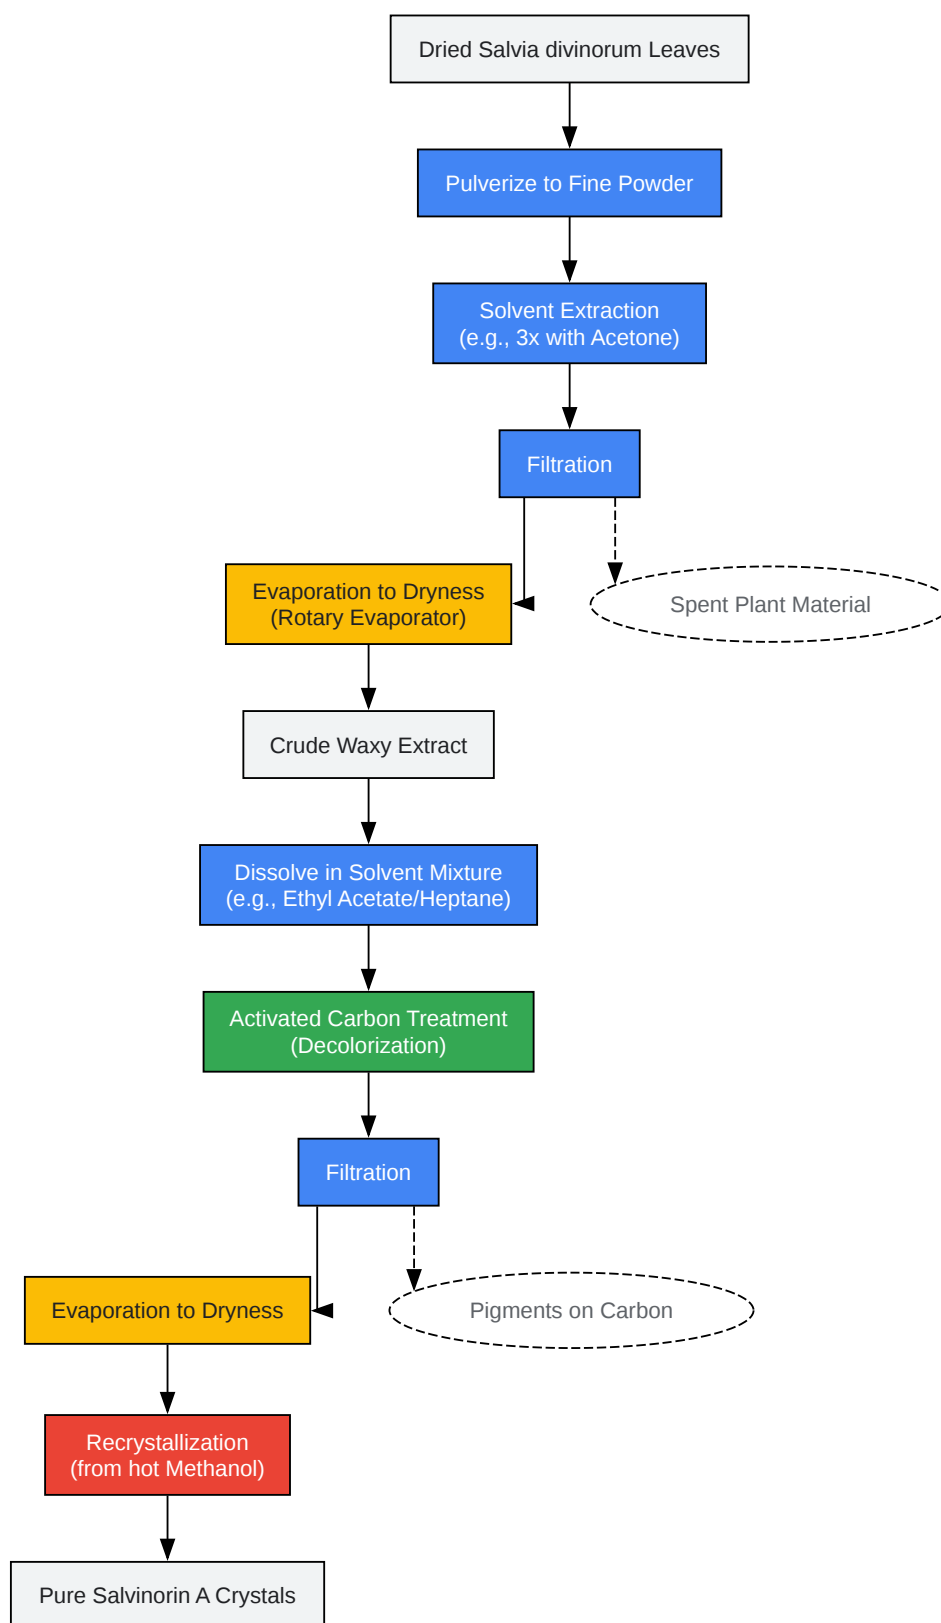 Dried Salvia divinorum Leaves
Pulverize to Fine Powder
Solvent Extraction
(e.g., 3x with Acetone)
Filtration
Evaporation to Dryness
(Rotary Evaporator)
Spent Plant Material
Crude Waxy Extract
Dissolve in Solvent Mixture
(e.g., Ethyl Acetate/Heptane)
Activated Carbon Treatment
(Decolorization)
Filtration
Evaporation to Dryness
Pigments on Carbon
Recrystallization
(from hot Methanol)
Pure Salvinorin A Crystals